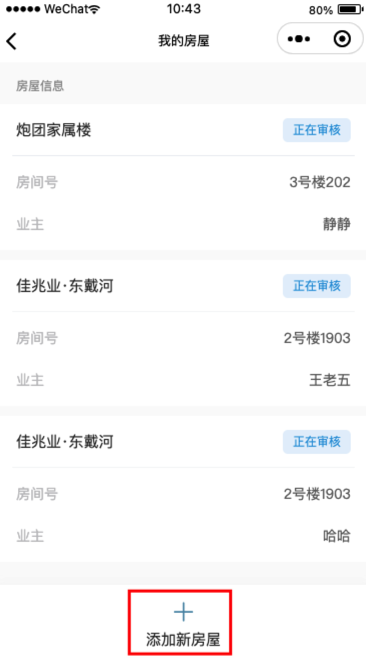 WeChat 10:43 80%
我的房屋
房屋信息
炮团家属楼 正在审核
房间号 3号楼202
业主 静静
佳兆业·东戴河 正在审核
房间号 2号楼1903
业主 王老五
佳兆业·东戴河 正在审核
房间号 2号楼1903
业主 哈哈
添加新房屋